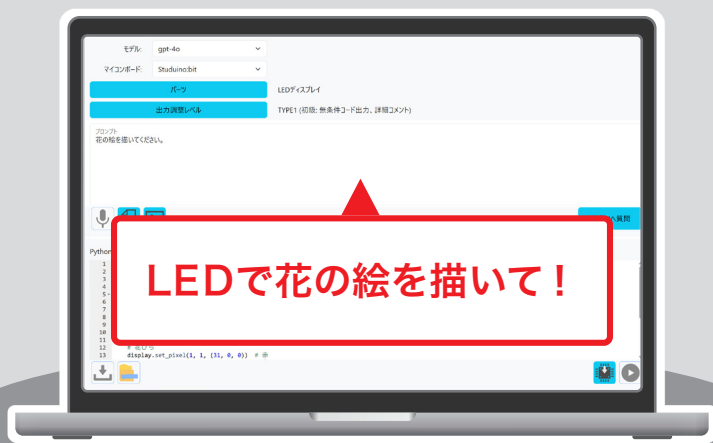 モデル: gpt-4o
マイコンボード: Studuino:bit
パーツ LEDディスプレイ
出力調整レベル TYPE1 (初級: 無条件コード出力、詳細コメント)
プロンプト
花の絵を描いてください。
へ質問
Python
LEDで花の絵を描いて!
1
2
3
4
5
6
7
8
9
10
11
12 # 花びら
13 display.set_pixel(1, 1, (31, 0, 0)) # 赤